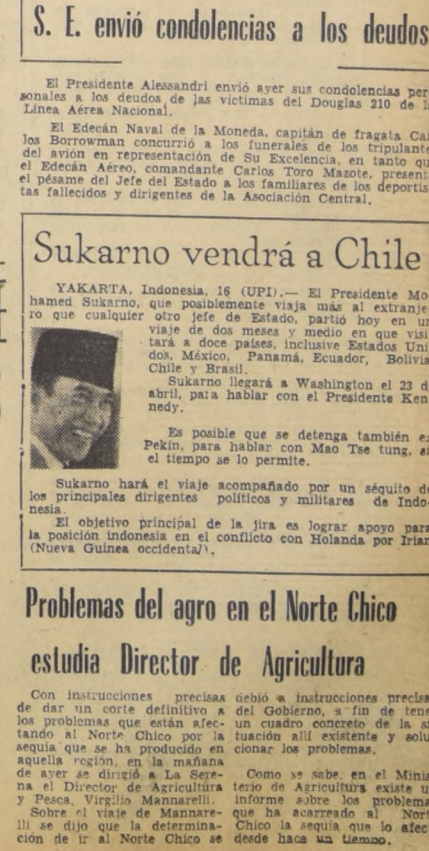 S. E. envió condolencias a los deudos
El Presidente Alessandri envió ayer sus condolencias per
sonales a los deudos de las víctimas del Douglas 210 de l
Línea Aérea Nacional.
El Edecán Naval de la Moneda, capitán de fragata Ca
los Borrowman concurrió a los funerales de los tripulante
del avión en representación de Su Excelencia, en tanto qu
el Edecán Aéreo, comandante Carlos Toro Mazote, present
el pésame del Jefe del Estado a los familiares de los deportis
tas fallecidos y dirigentes de la Asociación Central.
Sukarno vendrá a Chile
YAKARTA, Indonesia, 16 (UPI).— El Presidente Mo
hamed Sukarno, que posiblemente viaja más al extranje
ro que cualquier otro jefe de Estado, partió hoy en un
viaje de dos meses y medio en que visi
tará a doce países, inclusive Estados Uni
dos, México, Panamá, Ecuador, Bolivia
Chile y Brasil.
Sukarno llegará a Washington el 23 d
abril, para hablar con el Presidente Ken
nedy.
Es posible que se detenga también e
Pekín, para hablar con Mao Tse tung, si
el tiempo se lo permite.
Sukarno hará el viaje acompañado por un séquito de
los principales dirigentes políticos y militares de Indo
nesia.
El objetivo principal de la jira es lograr apoyo para
la posición indonesia en el conflicto con Holanda por Irian
(Nueva Guinea occidental).
Problemas del agro en el Norte Chico
estudia Director de Agricultura
Con instrucciones precisas
de dar un corte definitivo a
los problemas que están afec-
tando al Norte Chico por la
sequía que se ha producido en
aquella región, en la mañana
de ayer se dirigió a La Sere-
na el Director de Agricultura
y Pesca, Virgilio Mannarelli.
Sobre el viaje de Mannare-
lli se dijo que la determina-
ción de ir al Norte Chico se
debió a instrucciones precisa
del Gobierno, a fin de tene
un cuadro concreto de la si
tuación allí existente y solu
cionar los problemas.
Como se sabe, en el Minis
terio de Agricultura existe u
informe sobre los problema
que ha acarreado al Nort
Chico la sequía que lo afec
desde hace un tiempo.